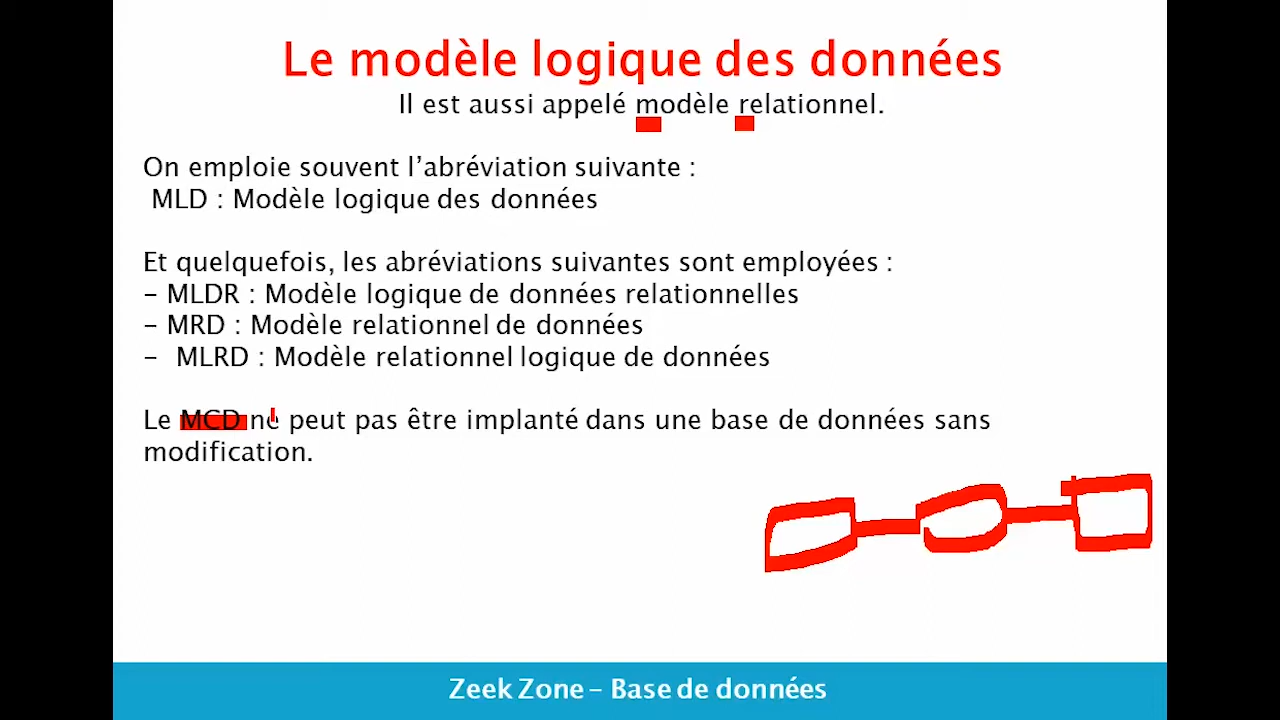 Le modèle logique des données
Il est aussi appelé modèle relationnel.
On emploie souvent l’abréviation suivante :
MLD : Modèle logique des données
Et quelquefois, les abréviations suivantes sont employées :
- MLDR : Modèle logique de données relationnelles
- MRD : Modèle relationnel de données
- MLRD : Modèle relationnel logique de données
Le MCD ne peut pas être implanté dans une base de données sans
modification.
Zeek Zone – Base de données